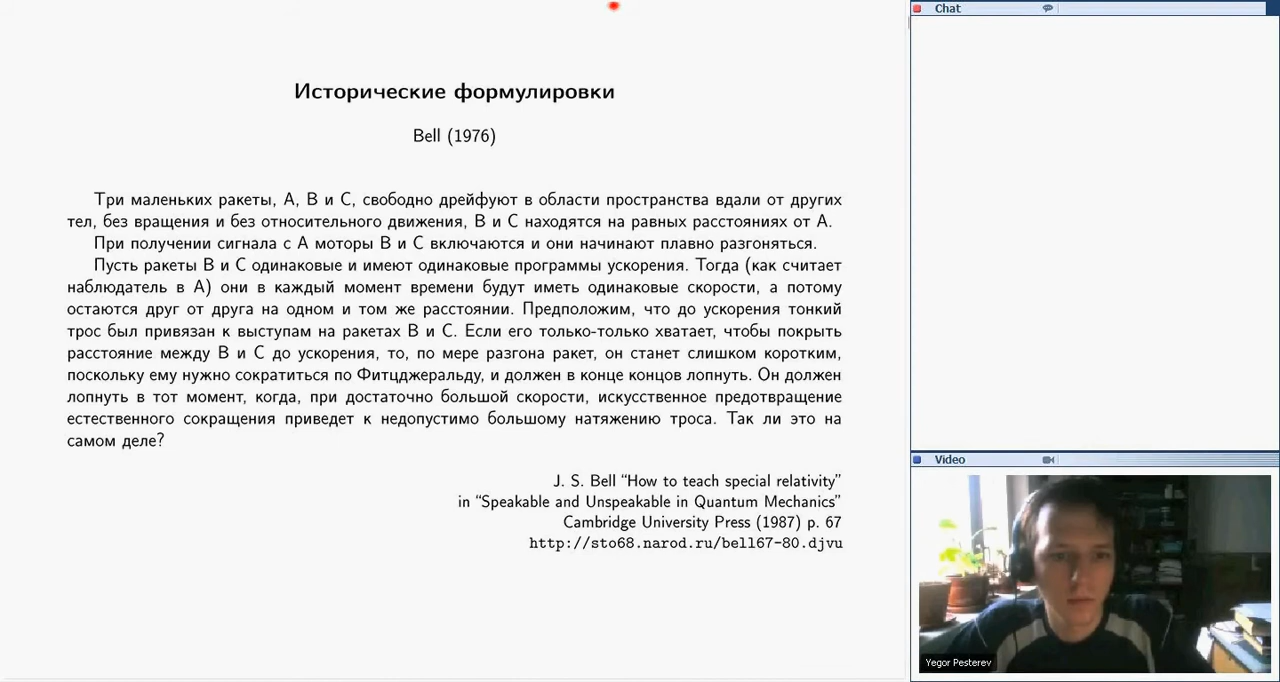 Исторические формулировки
Bell (1976)
Три маленьких ракеты, A, B и C, свободно дрейфуют в области пространства вдали от других
тел, без вращения и без относительного движения, B и C находятся на равных расстояниях от A.
При получении сигнала с A моторы B и C включаются и они начинают плавно разгоняться.
Пусть ракеты B и C одинаковые и имеют одинаковые программы ускорения. Тогда (как считает
наблюдатель в A) они в каждый момент времени будут иметь одинаковые скорости, а потому
остаются друг от друга на одном и том же расстоянии. Предположим, что до ускорения тонкий
трос был привязан к выступам на ракетах B и C. Если его только-только хватает, чтобы покрыть
расстояние между B и C до ускорения, то, по мере разгона ракет, он станет слишком коротким,
поскольку ему нужно сократиться по Фитцджеральду, и должен в конце концов лопнуть. Он должен
лопнуть в тот момент, когда, при достаточно большой скорости, искусственное предотвращение
естественного сокращения приведет к недопустимо большому натяжению троса. Так ли это на
самом деле?
J. S. Bell “How to teach special relativity”
in “Speakable and Unspeakable in Quantum Mechanics”
Cambridge University Press (1987) p. 67
http://sto68.narod.ru/bell67-80.djvu
Chat
Video
Yegor Pesterev